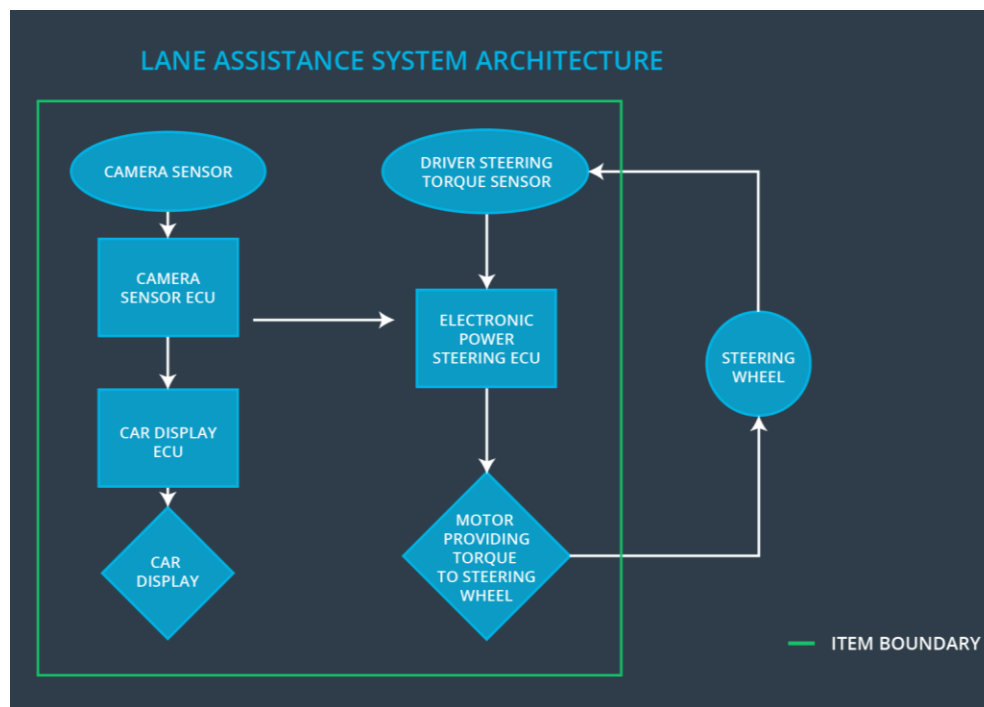 LANE ASSISTANCE SYSTEM ARCHITECTURE
CAMERA SENSOR
DRIVER STEERING
TORQUE SENSOR
CAMERA
SENSOR ECU
ELECTRONIC
POWER
STEERING ECU
STEERING
WHEEL
CAR DISPLAY
ECU
MOTOR
PROVIDING
TORQUE
TO STEERING
WHEEL
CAR
DISPLAY
ITEM BOUNDARY